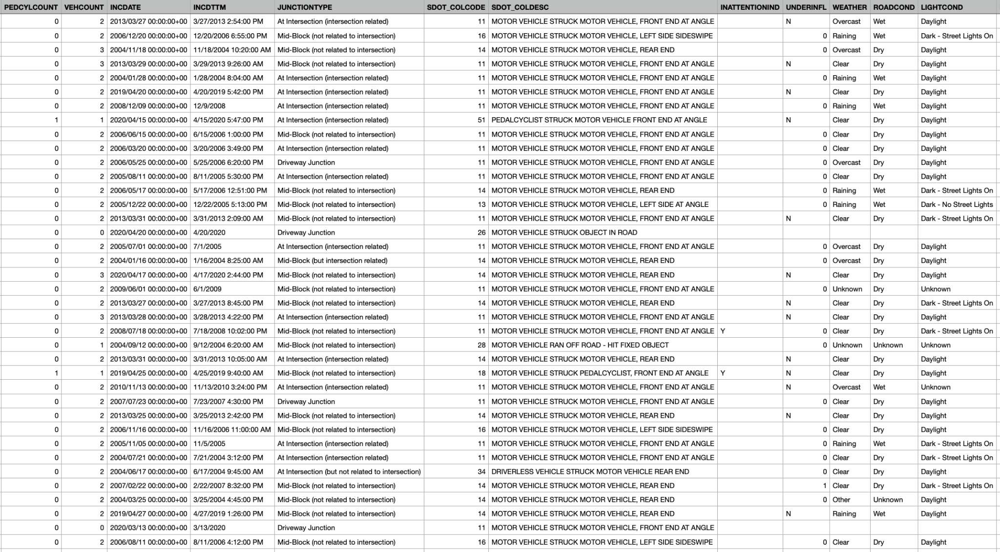 PEDCYLCOUNT VEHCOUNT INCDATE INCDTTM JUNCTIONTYPE SDOT_COLCODE SDOT_COLDESC INATTENTIONIND UNDERINFL WEATHER ROADCOND LIGHTCOND
0 2 2013/03/27 00:00:00+00 3/27/2013 2:54:00 PM At Intersection (intersection related) 11 MOTOR VEHICLE STRUCK MOTOR VEHICLE, FRONT END AT ANGLE N Overcast Wet Daylight
0 2 2006/12/20 00:00:00+00 12/20/2006 6:55:00 PM Mid-Block (not related to intersection) 16 MOTOR VEHICLE STRUCK MOTOR VEHICLE, LEFT SIDE SIDESWIPE 0 Raining Wet Dark - Street Lights On
0 3 2004/11/18 00:00:00+00 11/18/2004 10:20:00 AM Mid-Block (not related to intersection) 14 MOTOR VEHICLE STRUCK MOTOR VEHICLE, REAR END 0 Overcast Dry Daylight
0 3 2013/03/29 00:00:00+00 3/29/2013 9:26:00 AM Mid-Block (not related to intersection) 11 MOTOR VEHICLE STRUCK MOTOR VEHICLE, FRONT END AT ANGLE N Clear Dry Daylight
0 2 2004/01/28 00:00:00+00 1/28/2004 8:04:00 AM At Intersection (intersection related) 11 MOTOR VEHICLE STRUCK MOTOR VEHICLE, FRONT END AT ANGLE 0 Raining Wet Daylight
0 2 2019/04/20 00:00:00+00 4/20/2019 5:42:00 PM At Intersection (intersection related) 11 MOTOR VEHICLE STRUCK MOTOR VEHICLE, FRONT END AT ANGLE N Clear Dry Daylight
0 2 2008/12/09 00:00:00+00 12/9/2008 At Intersection (intersection related) 11 MOTOR VEHICLE STRUCK MOTOR VEHICLE, FRONT END AT ANGLE 0 Raining Wet Daylight
1 1 2020/04/15 00:00:00+00 4/15/2020 5:47:00 PM At Intersection (intersection related) 51 PEDALCYCLIST STRUCK MOTOR VEHICLE FRONT END AT ANGLE N Clear Dry Daylight
0 2 2006/06/15 00:00:00+00 6/15/2006 1:00:00 PM Mid-Block (not related to intersection) 11 MOTOR VEHICLE STRUCK MOTOR VEHICLE, FRONT END AT ANGLE 0 Clear Dry Daylight
0 2 2006/03/20 00:00:00+00 3/20/2006 3:49:00 PM At Intersection (intersection related) 11 MOTOR VEHICLE STRUCK MOTOR VEHICLE, FRONT END AT ANGLE 0 Clear Dry Daylight
0 2 2006/05/25 00:00:00+00 5/25/2006 6:20:00 PM Driveway Junction 11 MOTOR VEHICLE STRUCK MOTOR VEHICLE, FRONT END AT ANGLE 0 Overcast Dry Daylight
0 2 2005/08/11 00:00:00+00 8/11/2005 5:30:00 PM At Intersection (intersection related) 11 MOTOR VEHICLE STRUCK MOTOR VEHICLE, FRONT END AT ANGLE 0 Clear Dry Daylight
0 2 2006/05/17 00:00:00+00 5/17/2006 12:51:00 PM Mid-Block (not related to intersection) 14 MOTOR VEHICLE STRUCK MOTOR VEHICLE, REAR END 0 Raining Wet Dark - Street Lights On
0 2 2005/12/22 00:00:00+00 12/22/2005 5:13:00 PM Mid-Block (not related to intersection) 13 MOTOR VEHICLE STRUCK MOTOR VEHICLE, LEFT SIDE AT ANGLE 0 Raining Wet Dark - No Street Lights
0 2 2013/03/31 00:00:00+00 3/31/2013 2:09:00 AM Mid-Block (not related to intersection) 11 MOTOR VEHICLE STRUCK MOTOR VEHICLE, FRONT END AT ANGLE N Clear Dry Dark - Street Lights On
0 0 2020/04/20 00:00:00+00 4/20/2020 Driveway Junction 26 MOTOR VEHICLE STRUCK OBJECT IN ROAD
0 2 2005/07/01 00:00:00+00 7/1/2005 At Intersection (intersection related) 11 MOTOR VEHICLE STRUCK MOTOR VEHICLE, FRONT END AT ANGLE 0 Overcast Dry Daylight
0 2 2004/01/16 00:00:00+00 1/16/2004 8:25:00 AM Mid-Block (but intersection related) 14 MOTOR VEHICLE STRUCK MOTOR VEHICLE, REAR END 0 Overcast Dry Daylight
0 3 2020/04/17 00:00:00+00 4/17/2020 2:44:00 PM Mid-Block (not related to intersection) 14 MOTOR VEHICLE STRUCK MOTOR VEHICLE, REAR END N Clear Dry Daylight
0 2 2009/06/01 00:00:00+00 6/1/2009 Mid-Block (not related to intersection) 11 MOTOR VEHICLE STRUCK MOTOR VEHICLE, FRONT END AT ANGLE 0 Unknown Dry Unknown
0 2 2013/03/27 00:00:00+00 3/27/2013 8:45:00 PM Mid-Block (not related to intersection) 14 MOTOR VEHICLE STRUCK MOTOR VEHICLE, REAR END N Clear Dry Dark - Street Lights On
0 3 2013/03/28 00:00:00+00 3/28/2013 4:22:00 PM At Intersection (intersection related) 11 MOTOR VEHICLE STRUCK MOTOR VEHICLE, FRONT END AT ANGLE N Clear Dry Daylight
0 2 2008/07/18 00:00:00+00 7/18/2008 10:02:00 PM Mid-Block (not related to intersection) 11 MOTOR VEHICLE STRUCK MOTOR VEHICLE, FRONT END AT ANGLE Y 0 Clear Dry Dark - Street Lights On
0 1 2004/09/12 00:00:00+00 9/12/2004 6:20:00 AM Mid-Block (not related to intersection) 28 MOTOR VEHICLE RAN OFF ROAD - HIT FIXED OBJECT 0 Unknown Unknown Unknown
0 2 2013/03/31 00:00:00+00 3/31/2013 10:05:00 AM At Intersection (intersection related) 14 MOTOR VEHICLE STRUCK MOTOR VEHICLE, REAR END N Clear Dry Daylight
1 1 2019/04/25 00:00:00+00 4/25/2019 9:40:00 AM Mid-Block (not related to intersection) 18 MOTOR VEHICLE STRUCK PEDALCYCLIST, FRONT END AT ANGLE Y N Clear Dry Daylight
0 2 2010/11/13 00:00:00+00 11/13/2010 3:24:00 PM At Intersection (intersection related) 11 MOTOR VEHICLE STRUCK MOTOR VEHICLE, FRONT END AT ANGLE N Overcast Wet Unknown
0 2 2007/07/23 00:00:00+00 7/23/2007 4:30:00 PM Driveway Junction 11 MOTOR VEHICLE STRUCK MOTOR VEHICLE, FRONT END AT ANGLE 0 Clear Dry Daylight
0 2 2013/03/25 00:00:00+00 3/25/2013 2:42:00 PM Mid-Block (not related to intersection) 14 MOTOR VEHICLE STRUCK MOTOR VEHICLE, REAR END N Clear Dry Daylight
0 2 2006/11/16 00:00:00+00 11/16/2006 11:00:00 AM Mid-Block (not related to intersection) 16 MOTOR VEHICLE STRUCK MOTOR VEHICLE, LEFT SIDE SIDESWIPE 0 Clear Dry Daylight
0 2 2005/11/05 00:00:00+00 11/5/2005 At Intersection (intersection related) 11 MOTOR VEHICLE STRUCK MOTOR VEHICLE, FRONT END AT ANGLE 0 Raining Wet Dark - Street Lights On
0 2 2004/07/21 00:00:00+00 7/21/2004 3:12:00 PM At Intersection (intersection related) 11 MOTOR VEHICLE STRUCK MOTOR VEHICLE, FRONT END AT ANGLE 0 Clear Dry Dark - Street Lights On
0 2 2004/06/17 00:00:00+00 6/17/2004 9:45:00 AM At Intersection (but not related to intersection) 34 DRIVERLESS VEHICLE STRUCK MOTOR VEHICLE REAR END 0 Clear Dry Daylight
0 2 2007/02/22 00:00:00+00 2/22/2007 8:32:00 PM Mid-Block (not related to intersection) 14 MOTOR VEHICLE STRUCK MOTOR VEHICLE, REAR END 1 Clear Dry Dark - Street Lights On
0 2 2004/03/25 00:00:00+00 3/25/2004 4:45:00 PM Mid-Block (not related to intersection) 14 MOTOR VEHICLE STRUCK MOTOR VEHICLE, REAR END 0 Other Unknown Daylight
0 2 2019/04/27 00:00:00+00 4/27/2019 1:26:00 PM Mid-Block (not related to intersection) 14 MOTOR VEHICLE STRUCK MOTOR VEHICLE, REAR END N Raining Wet Daylight
0 0 2020/03/13 00:00:00+00 3/13/2020 Driveway Junction 11 MOTOR VEHICLE STRUCK MOTOR VEHICLE, FRONT END AT ANGLE
0 2 2006/08/11 00:00:00+00 8/11/2006 4:12:00 PM Mid-Block (not related to intersection) 16 MOTOR VEHICLE STRUCK MOTOR VEHICLE, LEFT SIDE SIDESWIPE 0 Clear Dry Daylight